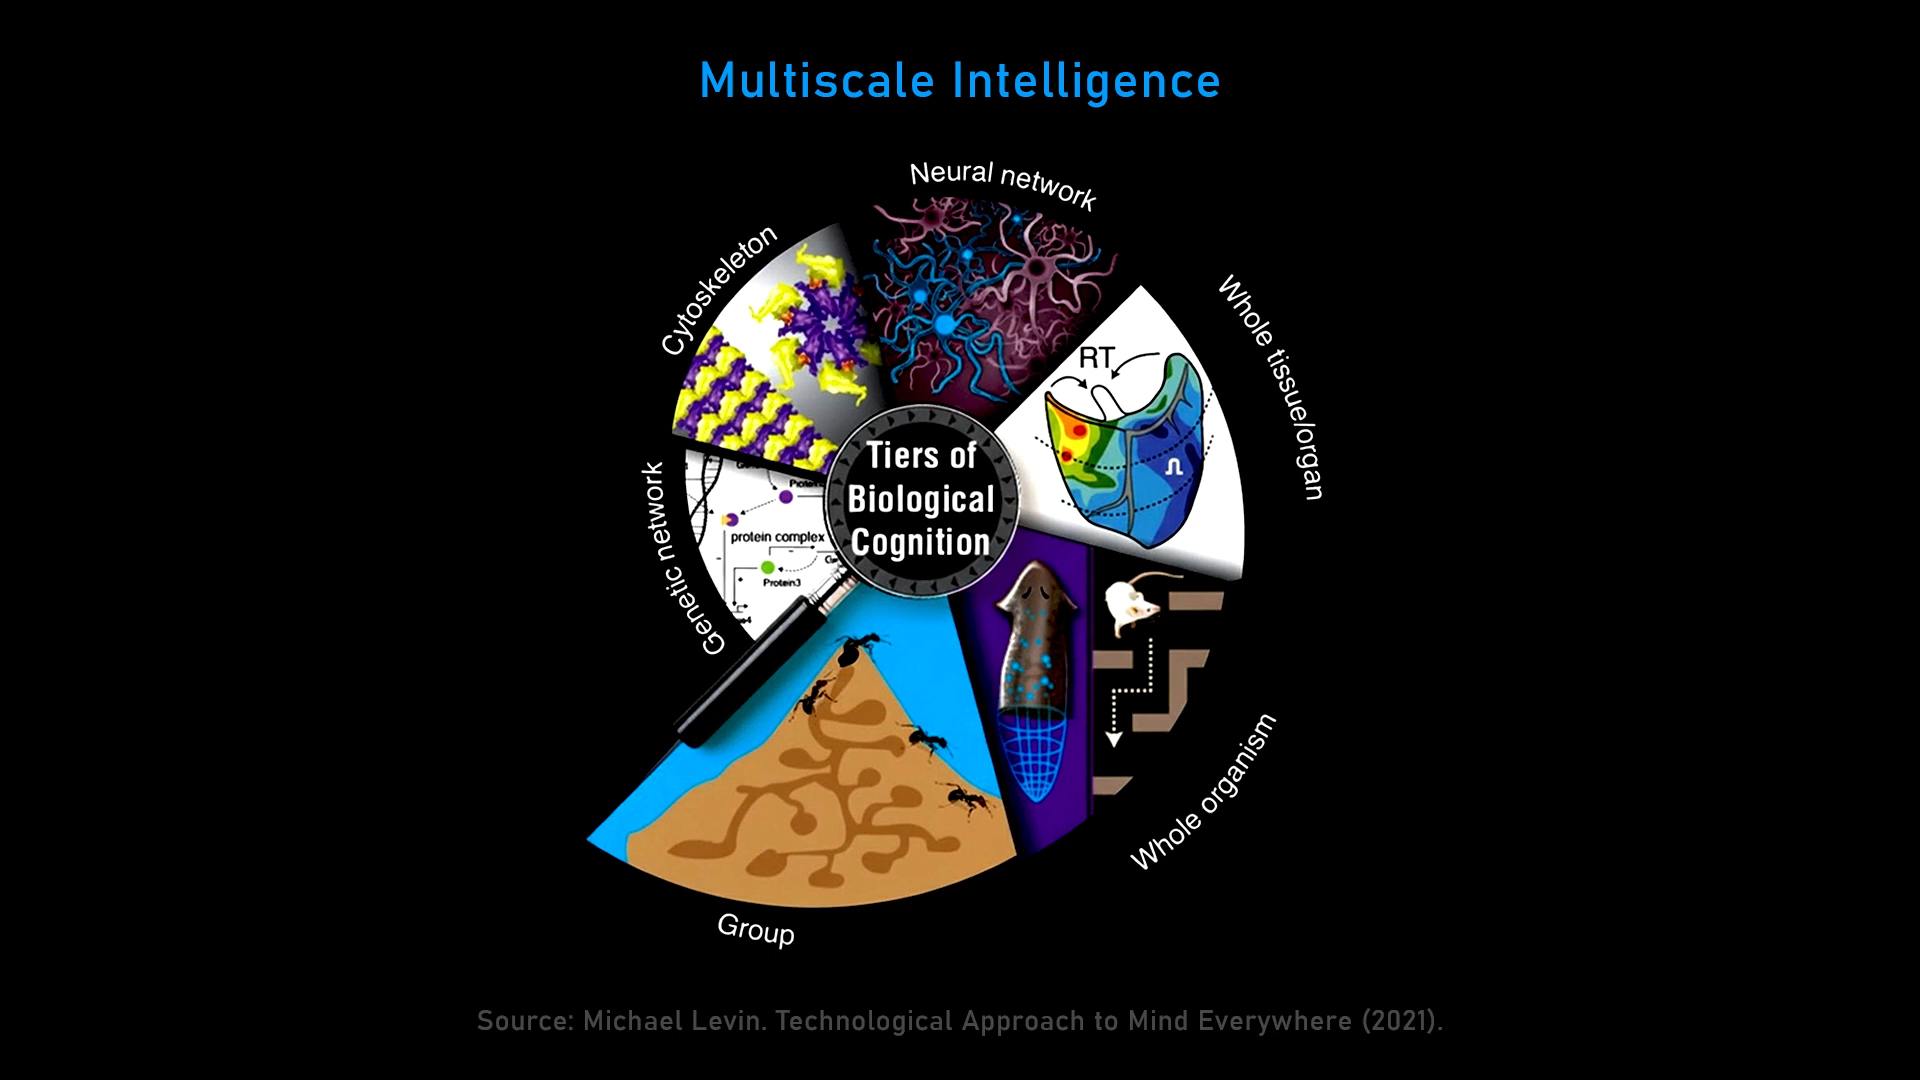 Multiscale Intelligence
Neural network
Cytoskeleton
Whole tissue/organ
RT
Tiers of
Biological
Cognition
Genetic network
protein complex
Protein3
Whole organism
Group
Source: Michael Levin. Technological Approach to Mind Everywhere (2021).